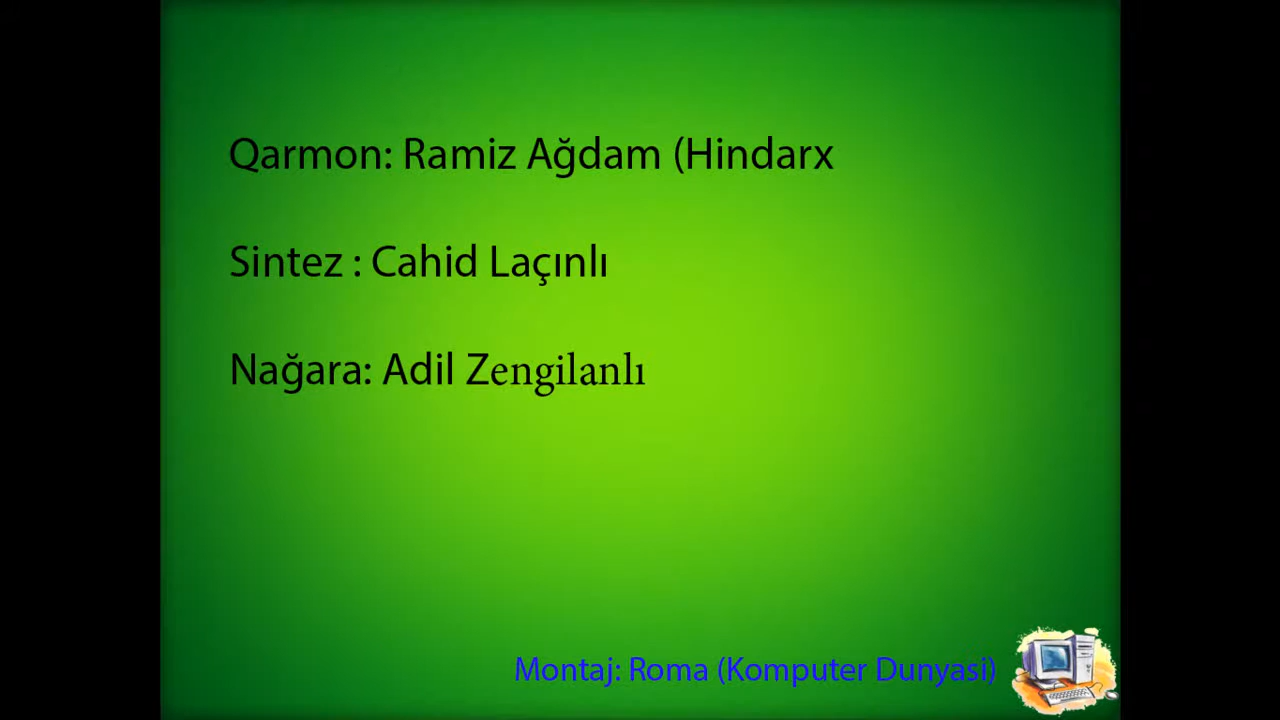 Qarmon: Ramiz Ağdam (Hindarx
Sintez : Cahid Laçınlı
Nağara: Adil Zengilanlı
Montaj: Roma (Komputer Dunyasi)